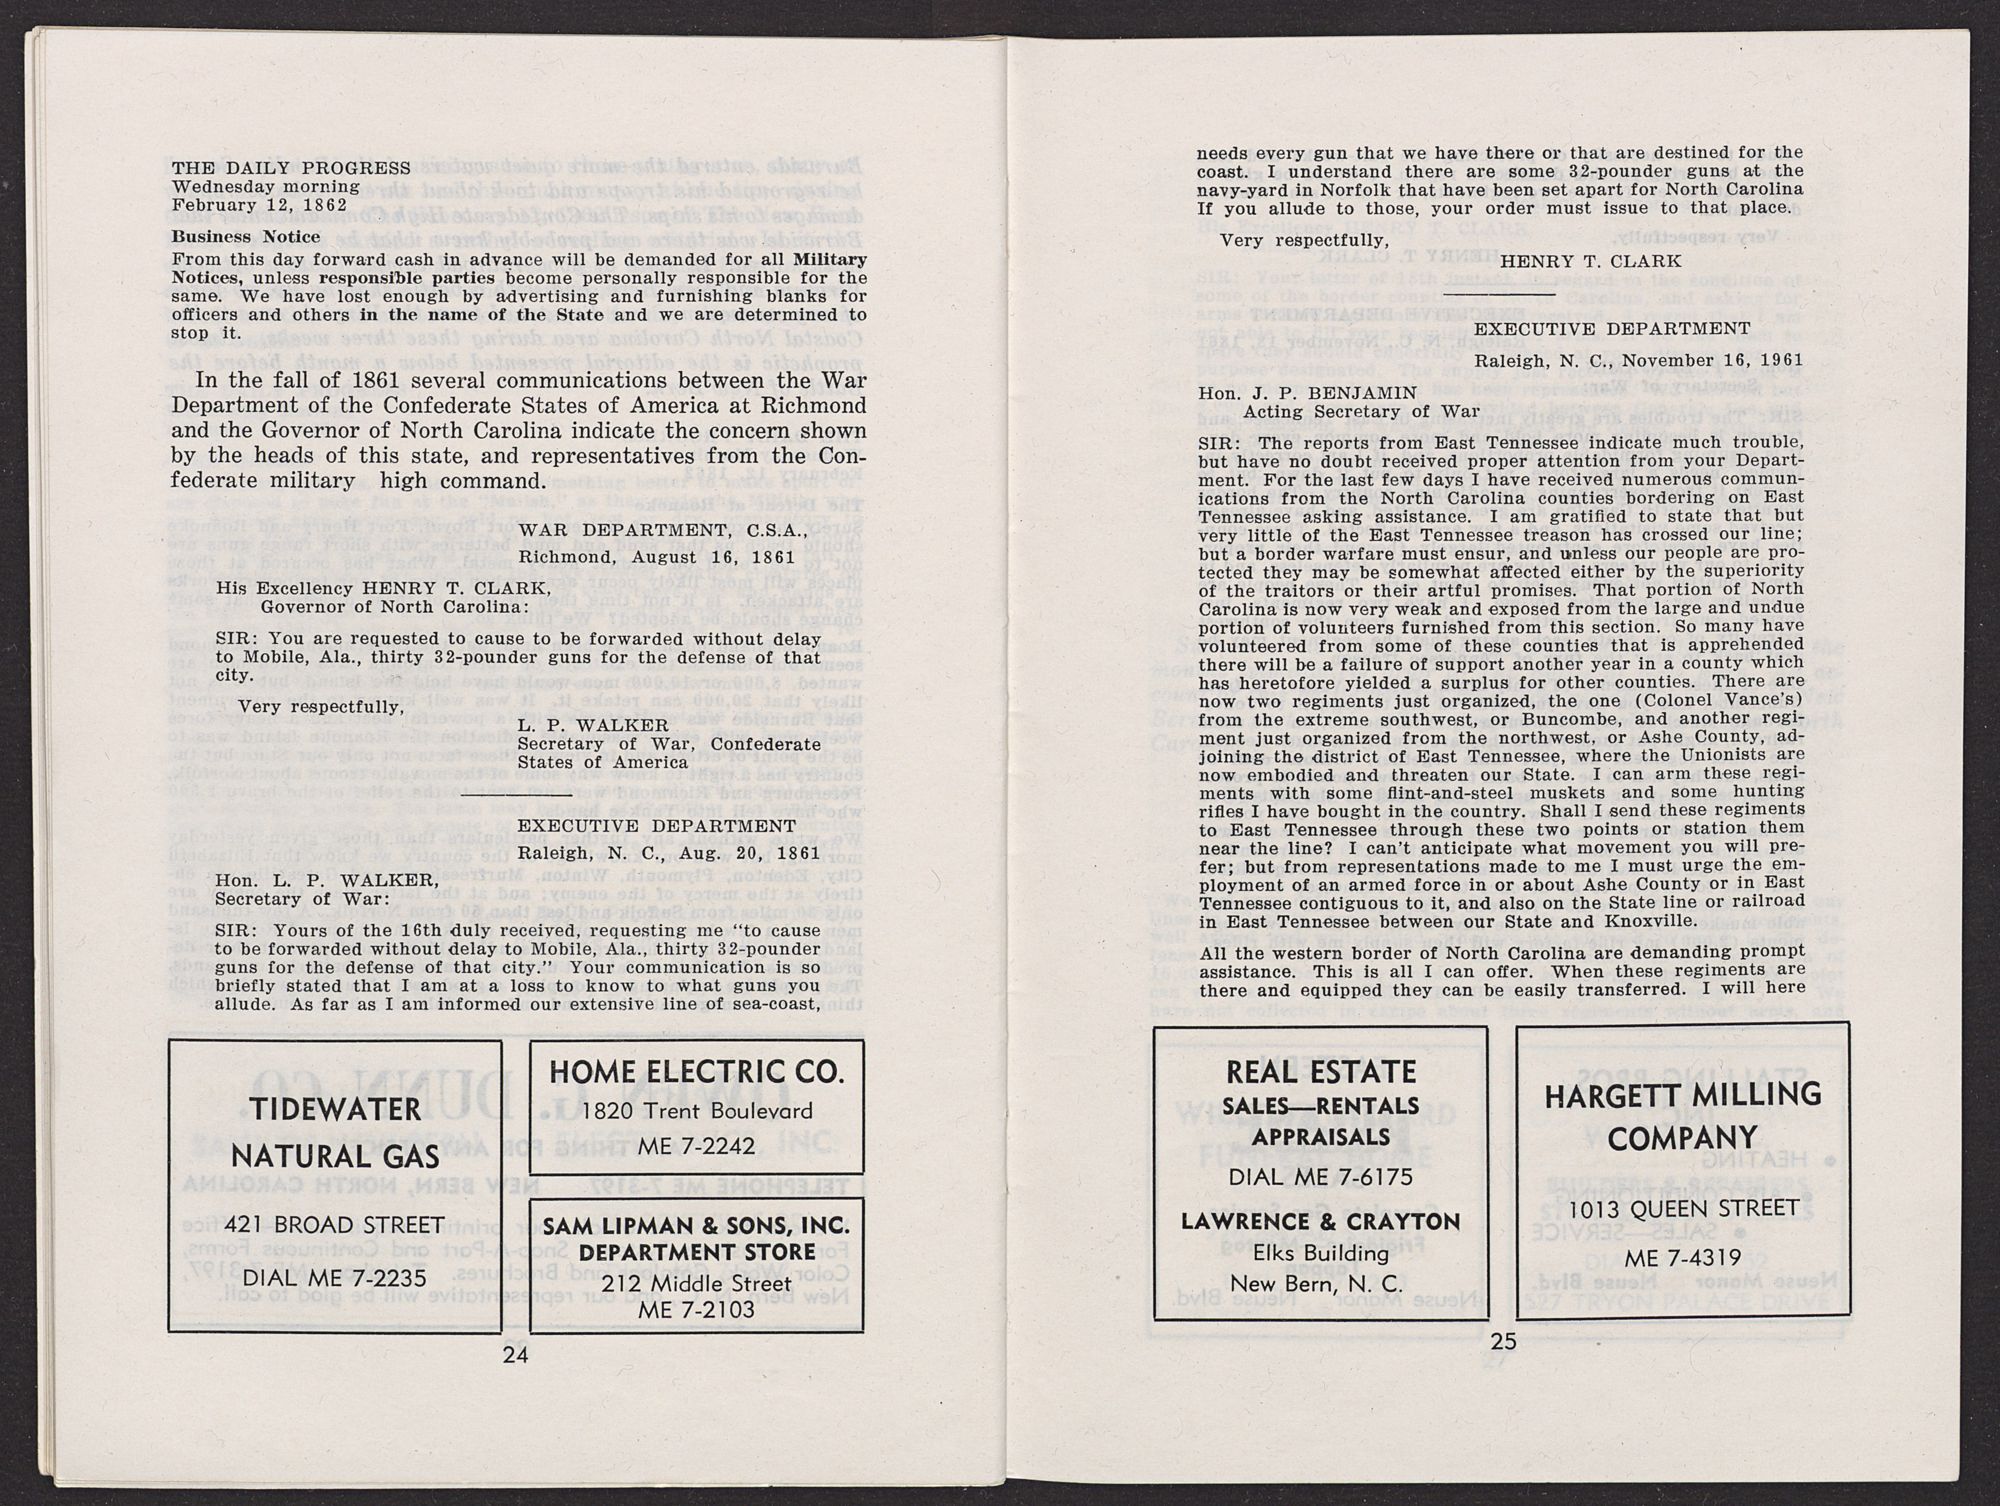 THE DAILY PROGRESS
Wednesday morning
February 12, 1862
Business Notice
From this day forward cash in advance will be demanded for all Military
Notices, unless responsible parties become personally responsible for the
same. We have lost enough by advertising and furnishing blanks for
officers and others in the name of the State and we are determined to
stop it.
In the fall of 1861 several communications between the War
Department of the Confederate States of America at Richmond
and the Governor of North Carolina indicate the concern shown
by the heads of this state, and representatives from the Con-
federate military high command.
WAR DEPARTMENT, C.S.A.,
Richmond, August 16, 1861
His Excellency HENRY T. CLARK,
Governor of North Carolina:
SIR: You are requested to cause to be forwarded without delay
to Mobile, Ala., thirty 32-pounder guns for the defense of that
city.
Very respectfully,
L. P. WALKER
Secretary of War, Confederate
States of America
EXECUTIVE DEPARTMENT
Raleigh, N. C., Aug. 20, 1861
Hon. L. P. WALKER,
Secretary of War:
SIR: Yours of the 16th duly received, requesting me "to cause
to be forwarded without delay to Mobile, Ala., thirty 32-pounder
guns for the defense of that city." Your communication is so
briefly stated that I am at a loss to know to what guns you
allude. As far as I am informed our extensive line of sea-coast,
TIDEWATER
NATURAL GAS
421 BROAD STREET
DIAL ME 7-2235
HOME ELECTRIC CO.
1820 Trent Boulevard
ME 7-2242
SAM LIPMAN & SONS, INC.
DEPARTMENT STORE
212 Middle Street
ME 7-2103
24
needs every gun that we have there or that are destined for the
coast. I understand there are some 32-pounder guns at the
navy-yard in Norfolk that have been set apart for North Carolina
If you allude to those, your order must issue to that place.
Very respectfully,
HENRY T. CLARK
EXECUTIVE DEPARTMENT
Raleigh, N. C., November 16, 1961
Hon. J. P. BENJAMIN
Acting Secretary of War
SIR: The reports from East Tennessee indicate much trouble,
but have no doubt received proper attention from your Depart-
ment. For the last few days I have received numerous commun-
ications from the North Carolina counties bordering on East
Tennessee asking assistance. I am gratified to state that but
very little of the East Tennessee treason has crossed our line;
but a border warfare must ensur, and unless our people are pro-
tected they may be somewhat affected either by the superiority
of the traitors or their artful promises. That portion of North
Carolina is now very weak and exposed from the large and undue
portion of volunteers furnished from this section. So many have
volunteered from some of these counties that is apprehended
there will be a failure of support another year in a county which
has heretofore yielded a surplus for other counties. There are
now two regiments just organized, the one (Colonel Vance's)
from the extreme southwest, or Buncombe, and another regi-
ment just organized from the northwest, or Ashe County, ad-
joining the district of East Tennessee, where the Unionists are
now embodied and threaten our State. I can arm these regi-
ments with some flint-and-steel muskets and some hunting
rifles I have bought in the country. Shall I send these regiments
to East Tennessee through these two points or station them
near the line? I can't anticipate what movement you will pre-
fer; but from representations made to me I must urge the em-
ployment of an armed force in or about Ashe County or in East
Tennessee contiguous to it, and also on the State line or railroad
in East Tennessee between our State and Knoxville.
All the western border of North Carolina are demanding prompt
assistance. This is all I can offer. When these regiments are
there and equipped they can be easily transferred. I will here
REAL ESTATE
SALES—RENTALS
APPRAISALS
DIAL ME 7-6175
LAWRENCE & CRAYTON
Elks Building
New Bern, N. C.
HARGETT MILLING
COMPANY
1013 QUEEN STREET
ME 7-4319
25